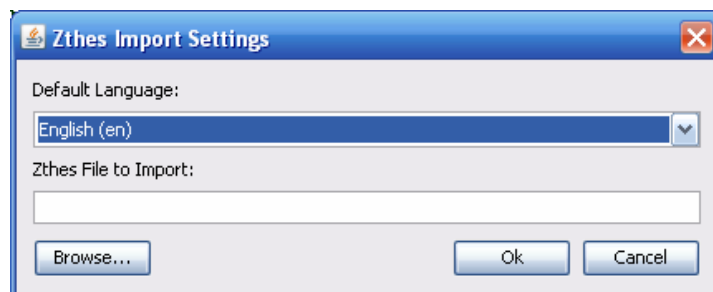 Zthes Import Settings
Default Language:
English (en)
Zthes File to Import:
Browse... Ok Cancel